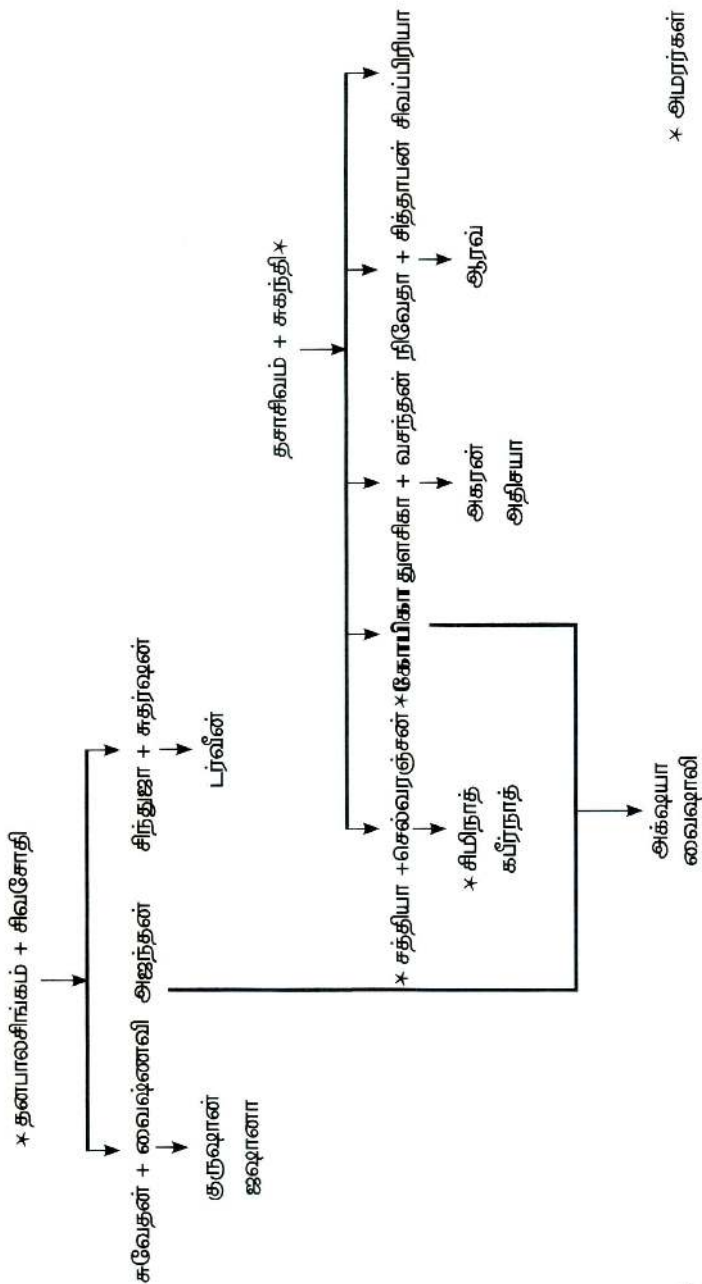 *தனபாலசிங்கம் + சிவசோதி
சுவேதன் + வைஷ்ணவி
அஜந்தன்
சிந்துஜா + சுதர்ஷன்
குருஷான்
ஜஷானா
டர்வீன்
தசாசிவம் + சுகந்தி*
* சத்தியா +செல்வரஞ்சன் *கோபிகா துளசிகா + வசந்தன் நிவேதா + சித்தாபன் சிவப்பிரியா
* சிமிநாத்
கபீர்நாத்
அகரன்
அதிசயா
ஆரவ்
அக்ஷயா
வைஷாலி
* அமரர்கள்